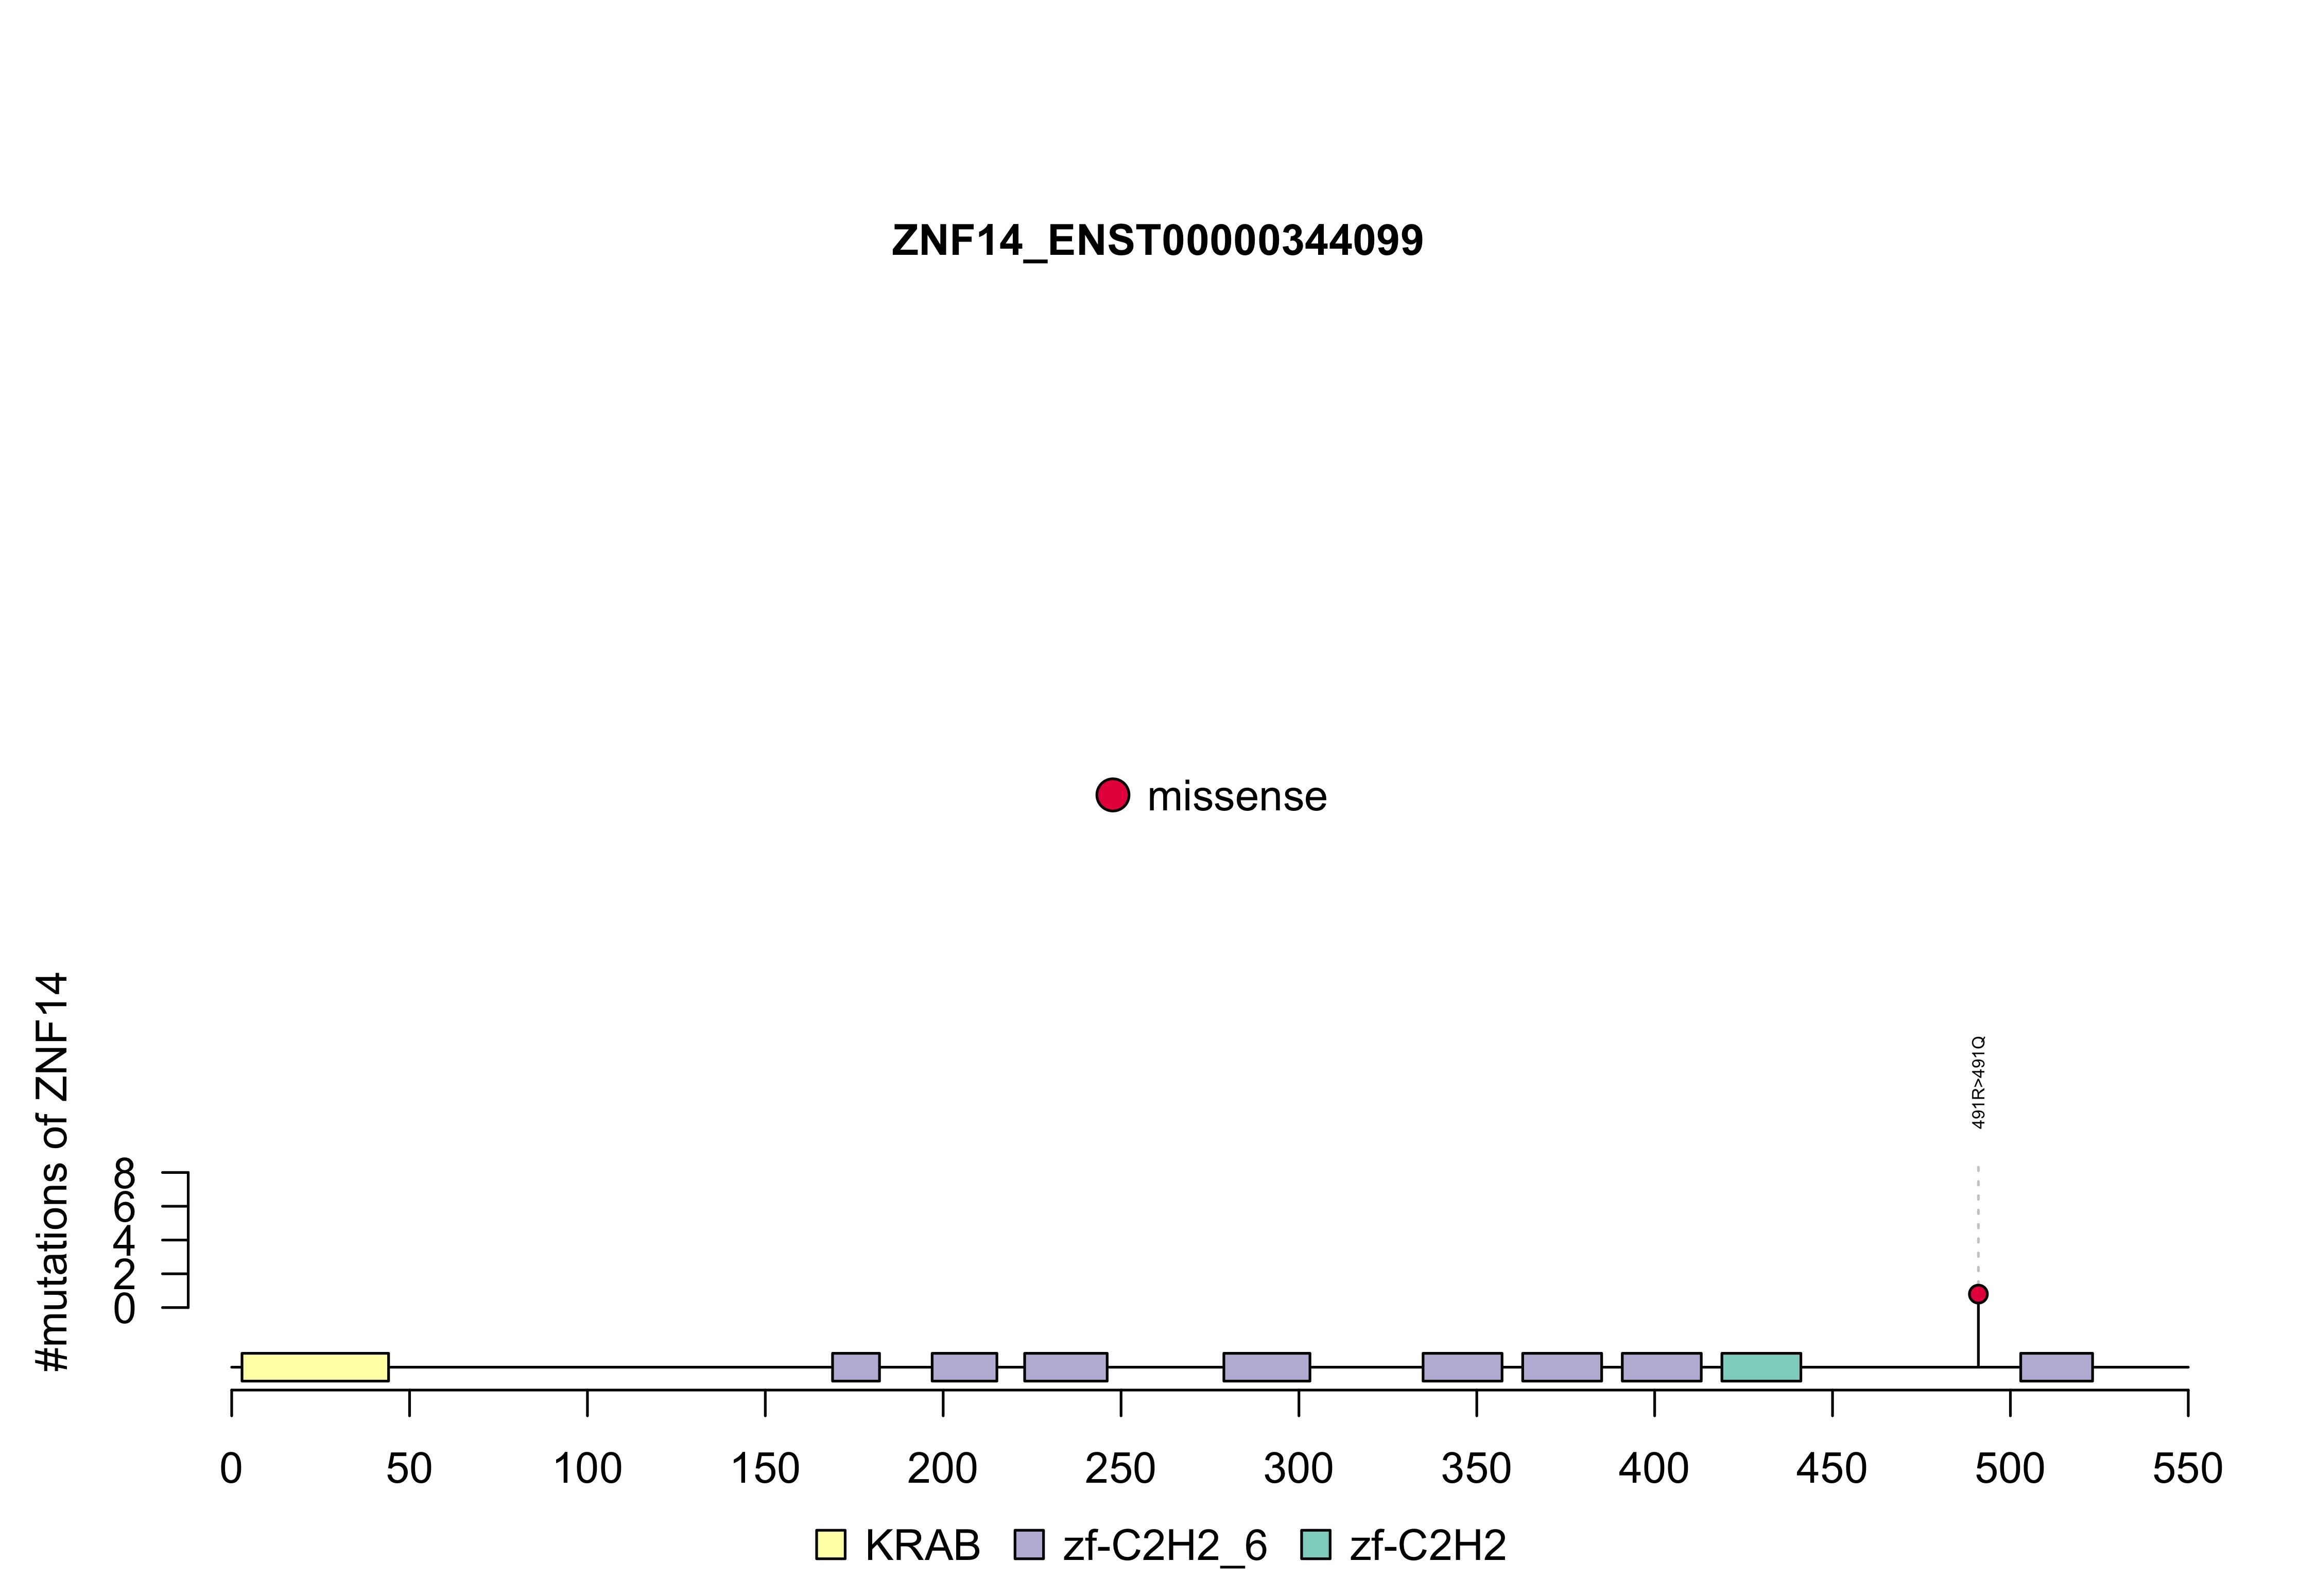 ZNF14_ENST00000344099
missense
#mutations of ZNF14
491R>491Q
8
6
4
2
0
0 50 100 150 200 250 300 350 400 450 500 550
KRAB zf-C2H2_6 zf-C2H2